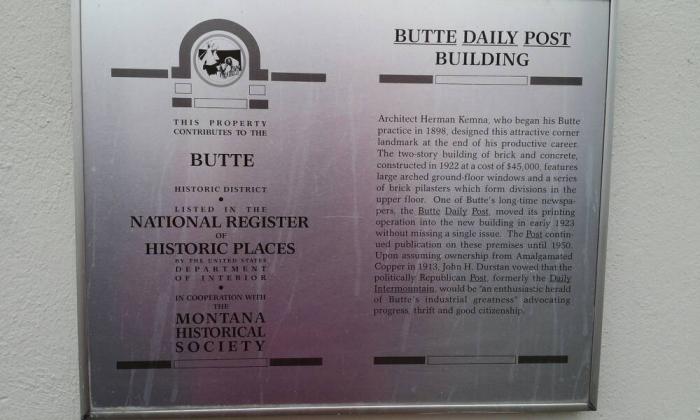 THIS PROPERTY
CONTRIBUTES TO THE
BUTTE
HISTORIC DISTRICT
LISTED IN THE
NATIONAL REGISTER
OF
HISTORIC PLACES
BY THE UNITED STATES
DEPARTMENT
OF INTERIOR
IN COOPERATION WITH
THE
MONTANA
HISTORICAL
SOCIETY
BUTTE DAILY POST
BUILDING
Architect Herman Kemna, who began his Butte
practice in 1898, designed this attractive corner
landmark at the end of his productive career.
The two-story building of brick and concrete,
constructed in 1922 at a cost of $45,000, features
large arched ground-floor windows and a series
of brick pilasters which form divisions in the
upper floor. One of Butte's long-time newspa-
pers, the Butte Daily Post, moved its printing
operation into the new building in early 1923
without missing a single issue. The Post contin-
ued publication on these premises until 1950.
Upon assuming ownership from Amalgamated
Copper in 1913, John H. Durstan vowed that the
politically Republican Post, formerly the Daily
Intermountain, would be "an enthusiastic herald
of Butte's industrial greatness" advocating
progress, thrift and good citizenship.